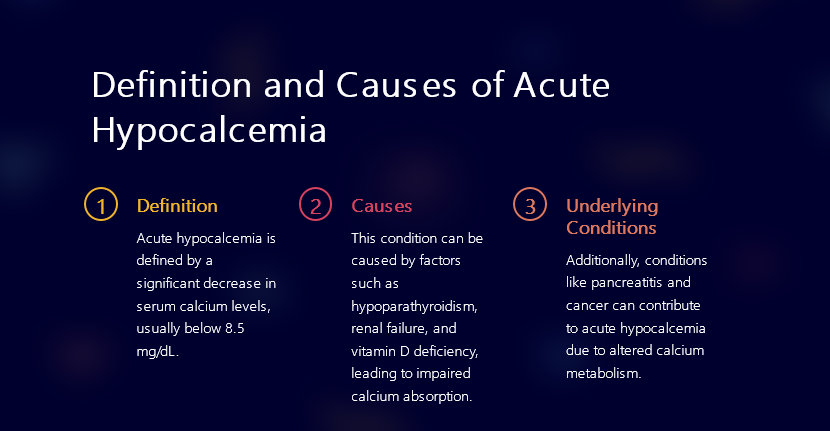 Definition and Causes of Acute
Hypocalcemia
1
Definition
Acute hypocalcemia is
defined by a
significant decrease in
serum calcium levels,
usually below 8.5
mg/dL.
2
Causes
This condition can be
caused by factors
such as
hypoparathyroidism,
renal failure, and
vitamin D deficiency,
leading to impaired
calcium absorption.
3
Underlying
Conditions
Additionally, conditions
like pancreatitis and
cancer can contribute
to acute hypocalcemia
due to altered calcium
metabolism.